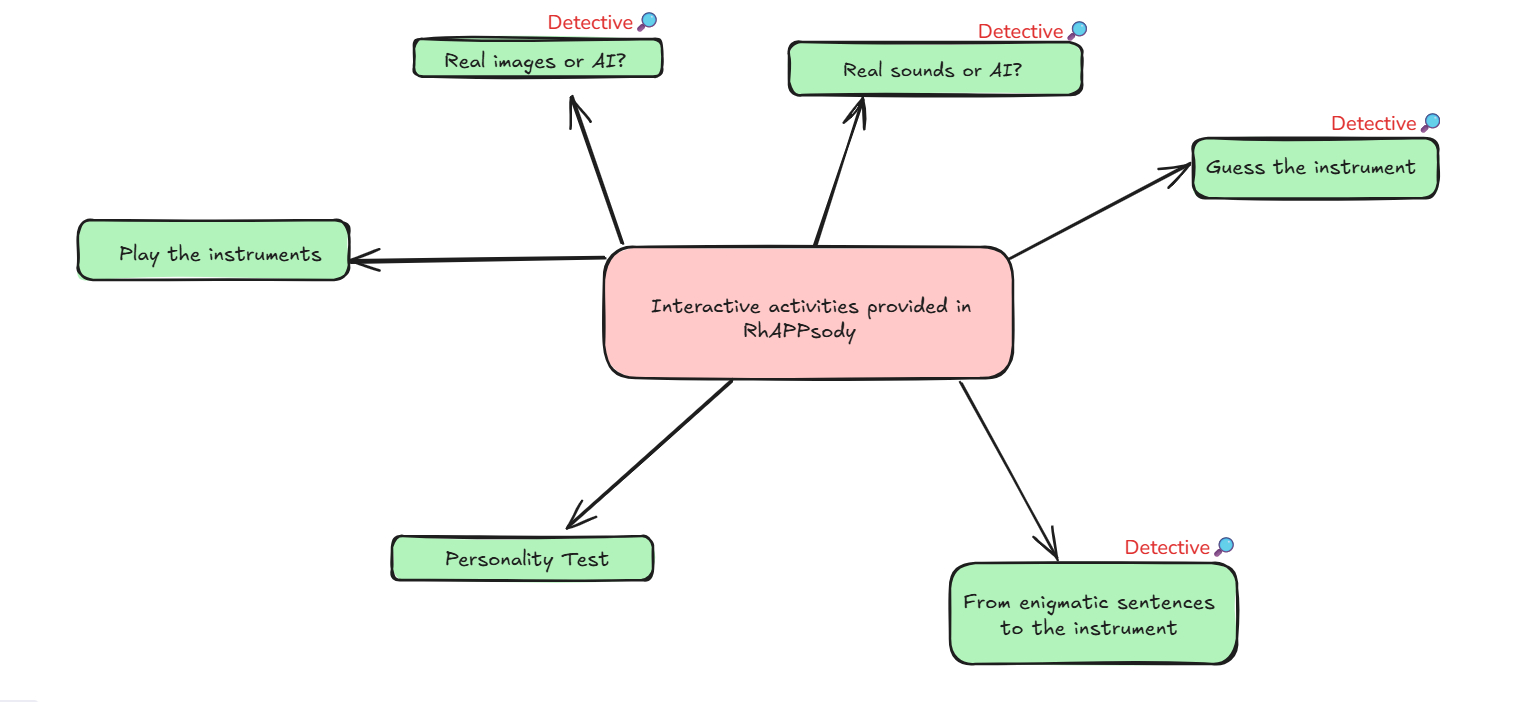 Detective 🔎
Real images or AI?
Detective 🔎
Real sounds or AI?
Detective 🔎
Guess the instrument
Play the instruments
Interactive activities provided in
RhAPPsody
Personality Test
Detective 🔎
From enigmatic sentences
to the instrument